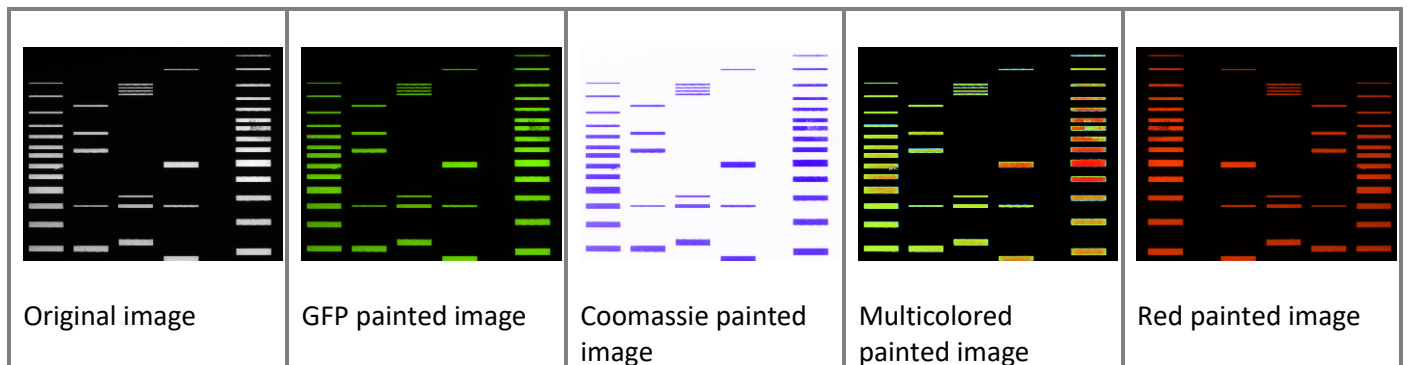 Original image
GFP painted image
Coomassie painted
image
Multicolored
painted image
Red painted image